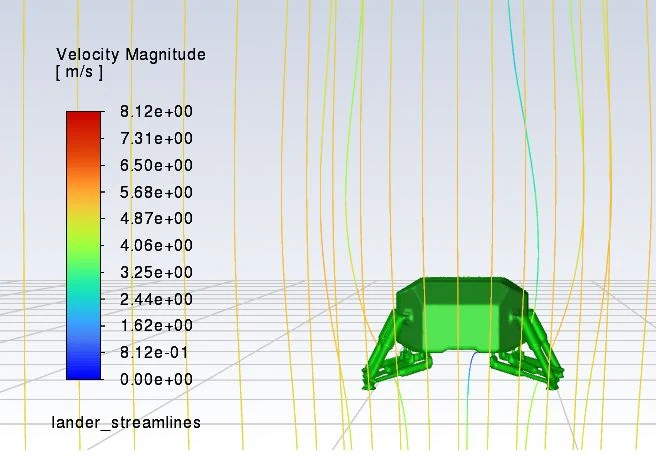 Velocity Magnitude
[ m/s ]
8.12e+00
7.31e+00
6.50e+00
5.68e+00
4.87e+00
4.06e+00
3.25e+00
2.44e+00
1.62e+00
8.12e-01
0.00e+00
lander_streamlines